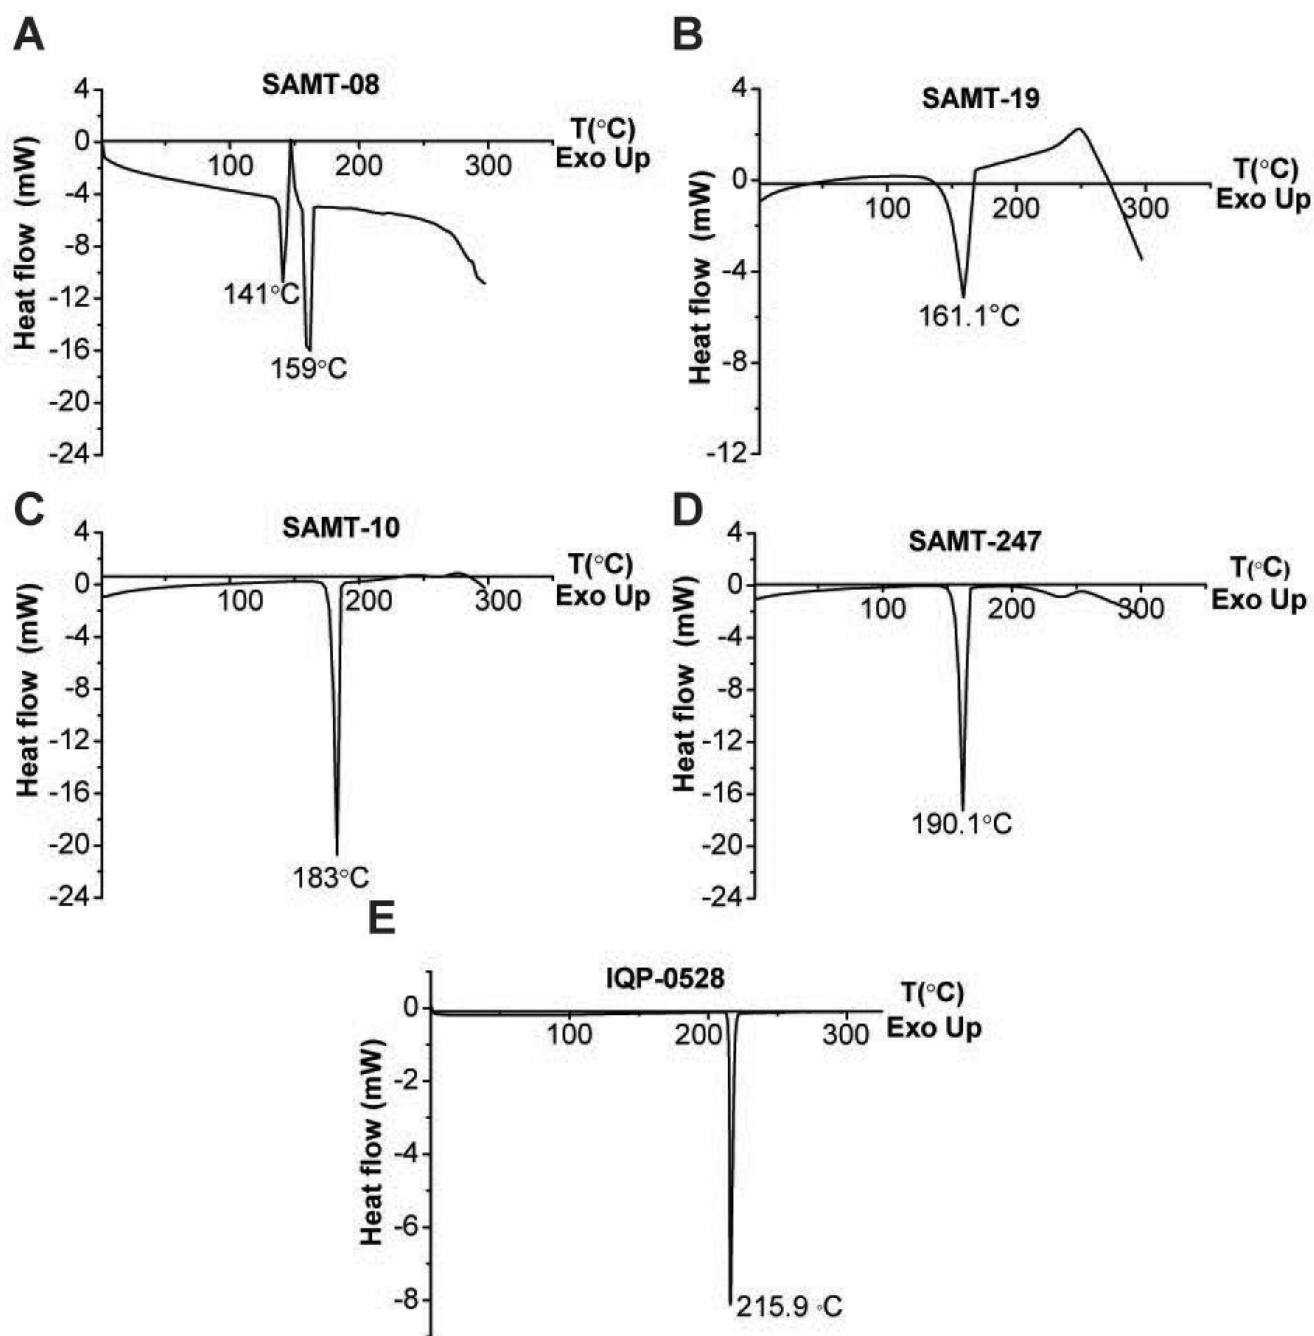 A
SAMT-08
4
0
-4
-8
-12
-16
-20
-24
Heat flow (mW)
100
200
300
T(°C)
Exo Up
141°C
159°C
B
SAMT-19
4
0
-4
-8
-12
Heat flow (mW)
100
200
300
T(°C)
Exo Up
161.1°C
C
SAMT-10
4
0
-4
-8
-12
-16
-20
-24
Heat flow (mW)
100
200
300
T(°C)
Exo Up
183°C
D
SAMT-247
4
0
-4
-8
-12
-16
-20
-24
Heat flow (mW)
100
200
300
T(°C)
Exo Up
190.1°C
E
IQP-0528
0
-2
-4
-6
-8
Heat flow (mW)
100
200
300
T(°C)
Exo Up
215.9 °C